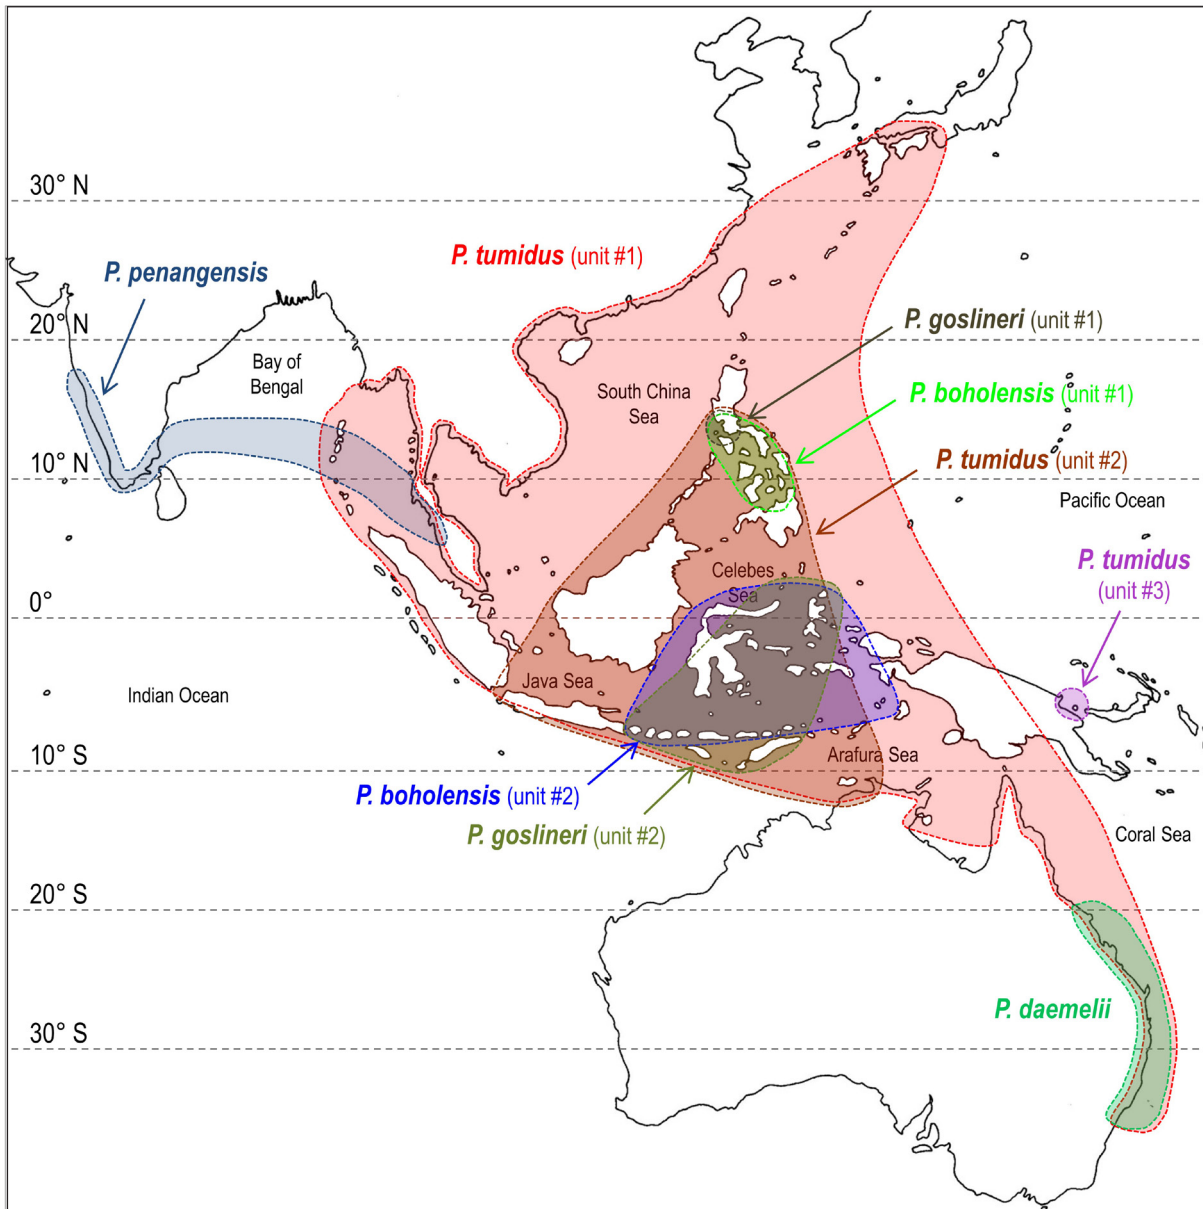 30° N
P. tumidus (unit #1)
P. penangensis
20° N
P. goslineri (unit #1)
Bay of
Bengal
South China
Sea
P. boholensis (unit #1)
10° N
P. tumidus (unit #2)
Pacific Ocean
Celebes
Sea
P. tumidus
(unit #3)
0°
Java Sea
Indian Ocean
Arafura Sea
10° S
P. boholensis (unit #2)
P. goslineri (unit #2)
Coral Sea
20° S
P. daemelii
30° S